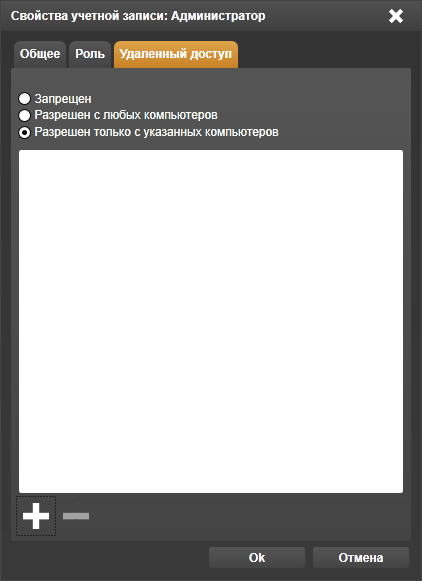 Свойства учетной записи: Администратор
Общее Роль Удаленный доступ
Запрещен
Разрешен с любых компьютеров
Разрешен только с указанных компьютеров
Ok Отмена